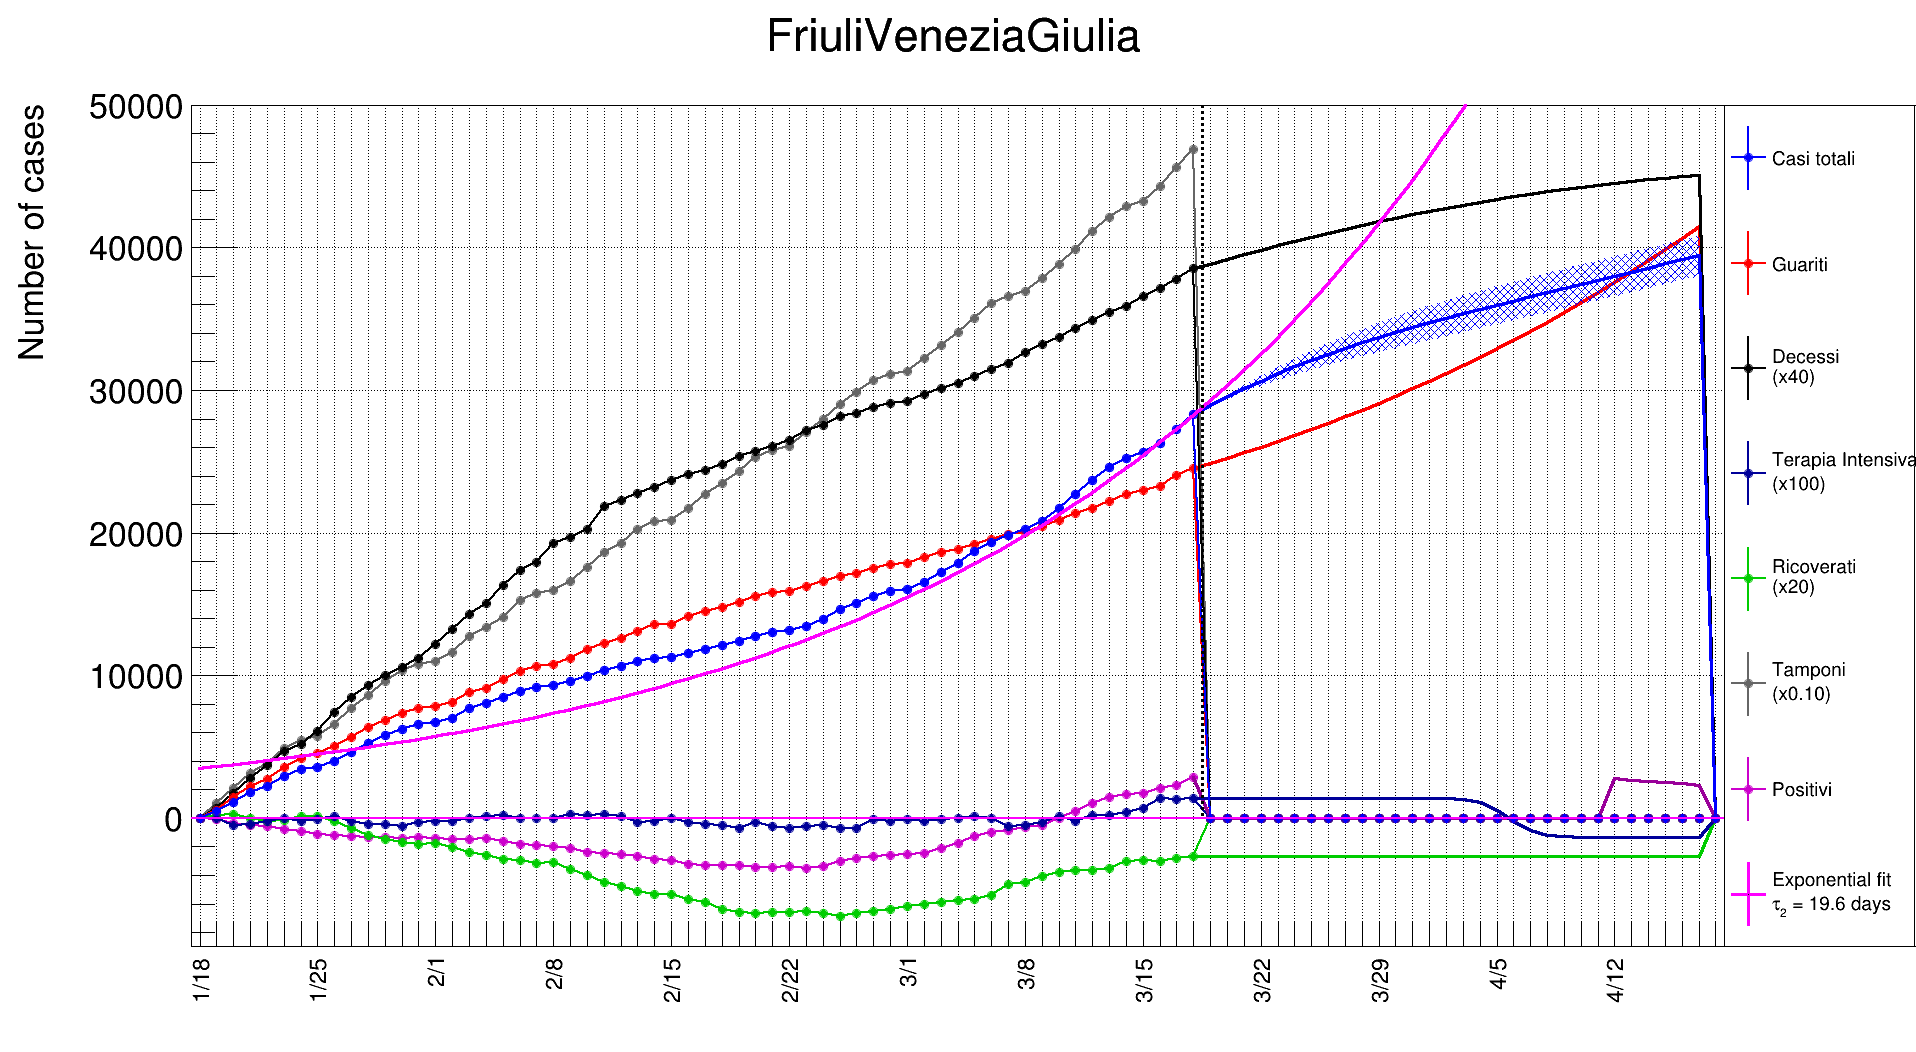 FriuliVeneziaGiulia
Number of cases
50000
40000
30000
20000
10000
0
1/18
1/25
2/1
2/8
2/15
2/22
3/1
3/8
3/15
3/22
3/29
4/5
4/12
Casi totali
Guariti
Decessi
(x40)
Terapia Intensiva
(x100)
Ricoverati
(x20)
Tamponi
(x0.10)
Positivi
Exponential fit
τ2 = 19.6 days